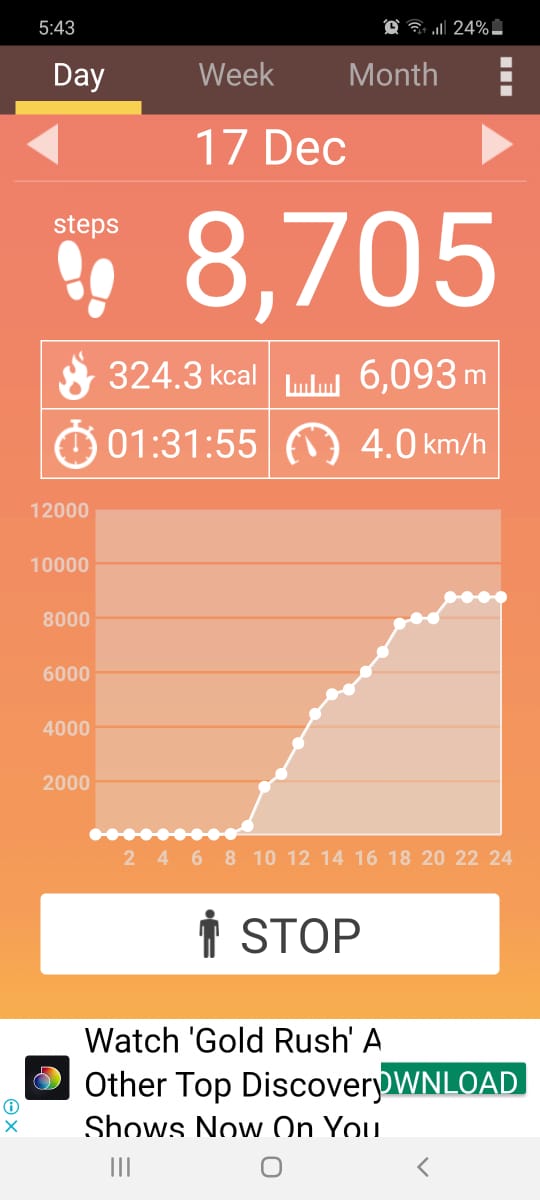 5:43 24%
Day Week Month
17 Dec
steps
8,705
324.3 kcal 6,093 m
01:31:55 4.0 km/h
12000
10000
8000
6000
4000
2000
2 4 6 8 10 12 14 16 18 20 22 24
STOP
Watch 'Gold Rush' A
Other Top Discovery
OWNLOAD
Shows Now On You